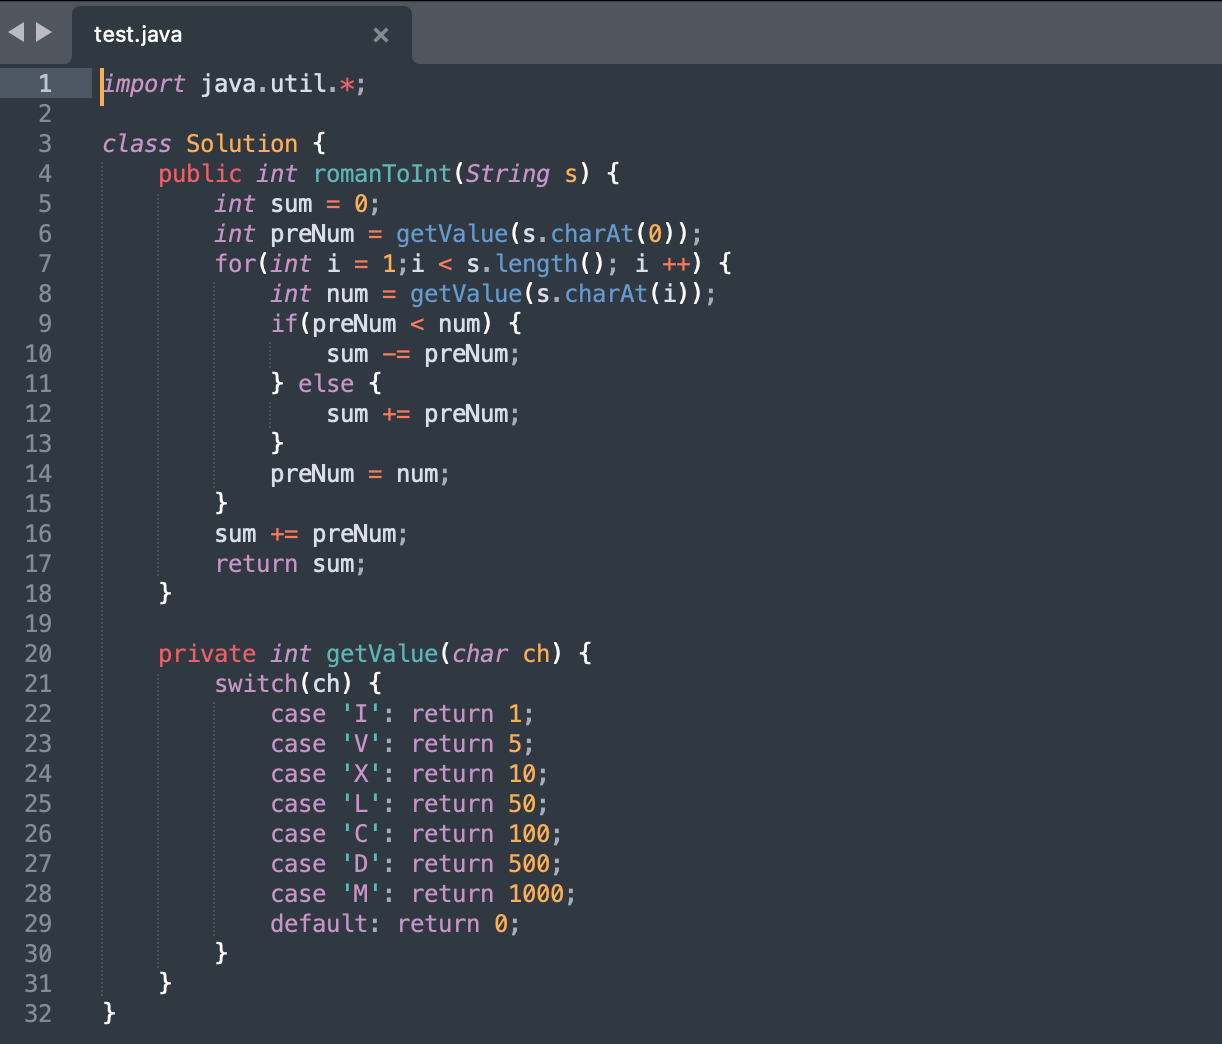 test.java ×
1 import java.util.*;
2
3 class Solution {
4     public int romanToInt(String s) {
5         int sum = 0;
6         int preNum = getValue(s.charAt(0));
7         for(int i = 1;i < s.length(); i ++) {
8             int num = getValue(s.charAt(i));
9             if(preNum < num) {
10                 sum -= preNum;
11             } else {
12                 sum += preNum;
13             }
14             preNum = num;
15         }
16         sum += preNum;
17         return sum;
18     }
19
20     private int getValue(char ch) {
21         switch(ch) {
22             case 'I': return 1;
23             case 'V': return 5;
24             case 'X': return 10;
25             case 'L': return 50;
26             case 'C': return 100;
27             case 'D': return 500;
28             case 'M': return 1000;
29             default: return 0;
30         }
31     }
32 }